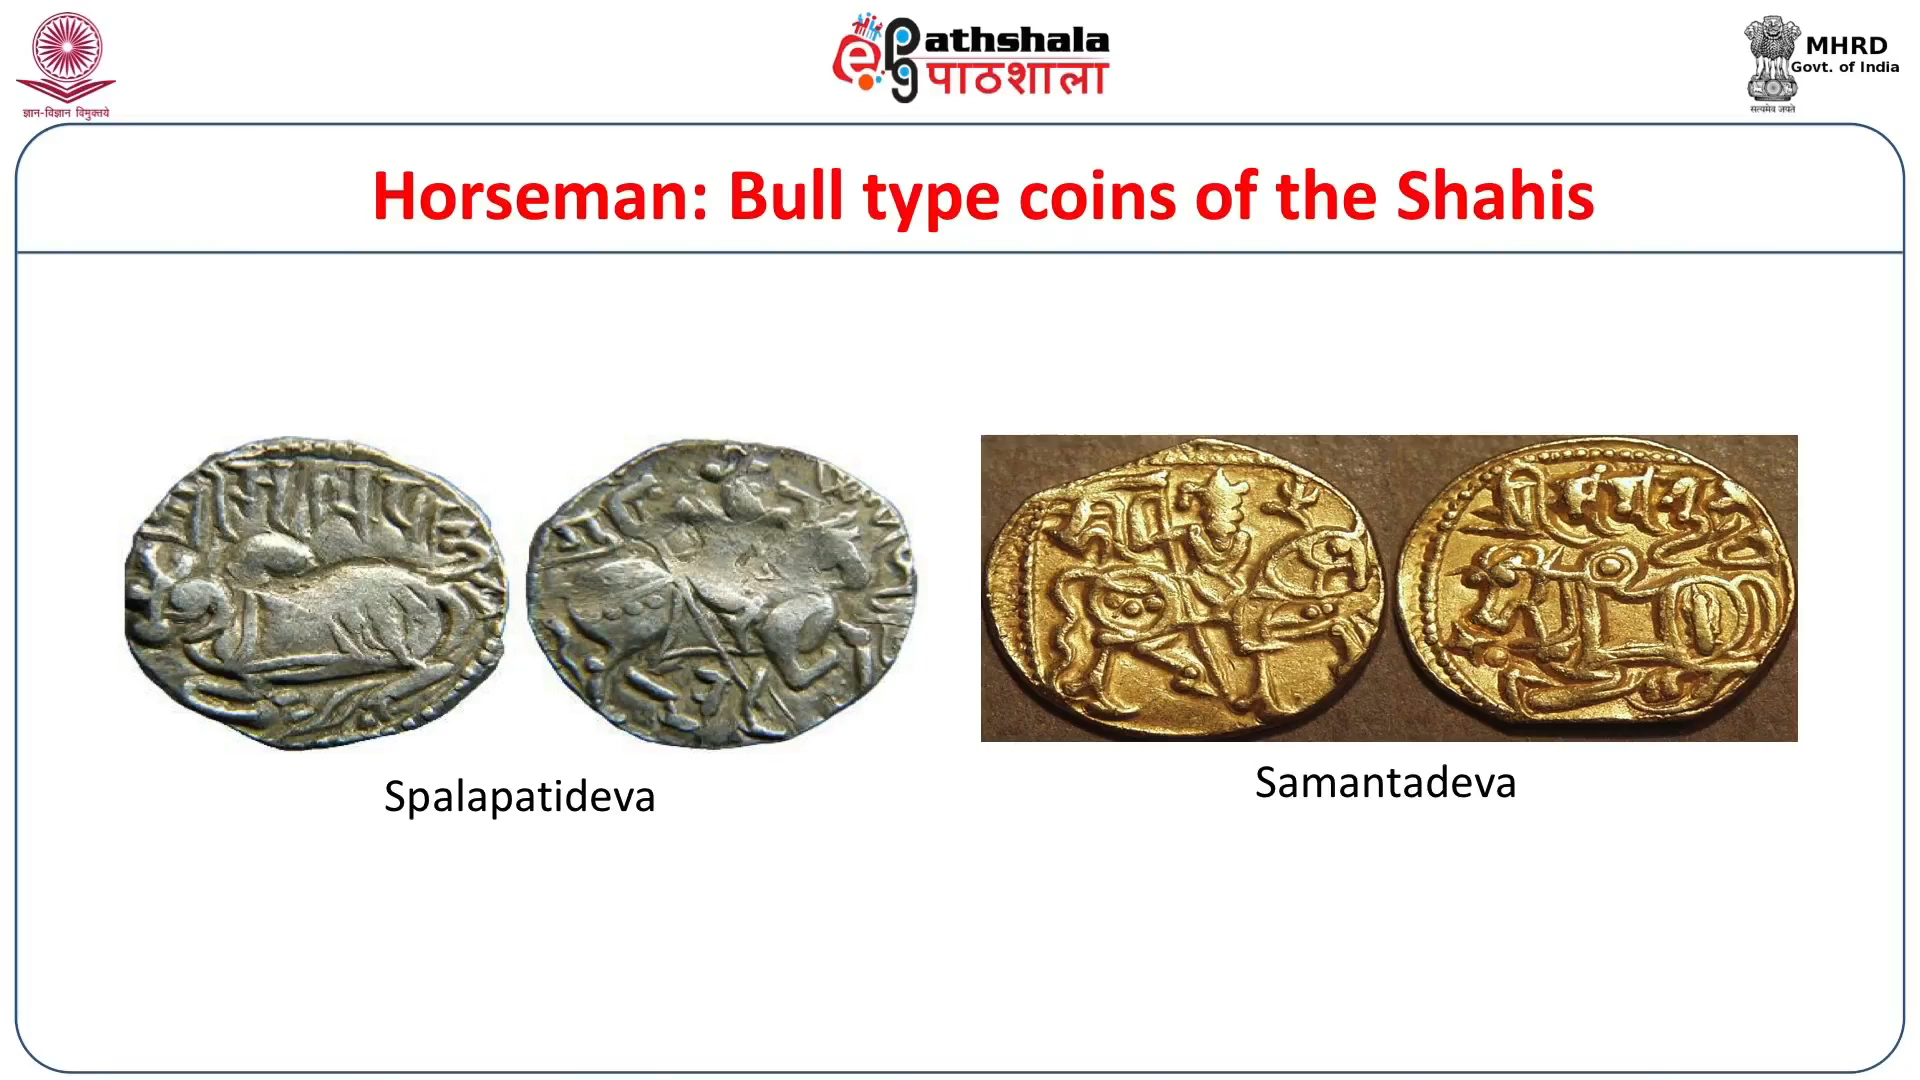 ज्ञान-विज्ञान विमुक्तये
ePG Pathshala
पाठशाला
MHRD
Govt. of India
सत्यमेव जयते
Horseman: Bull type coins of the Shahis
Spalapatideva
Samantadeva